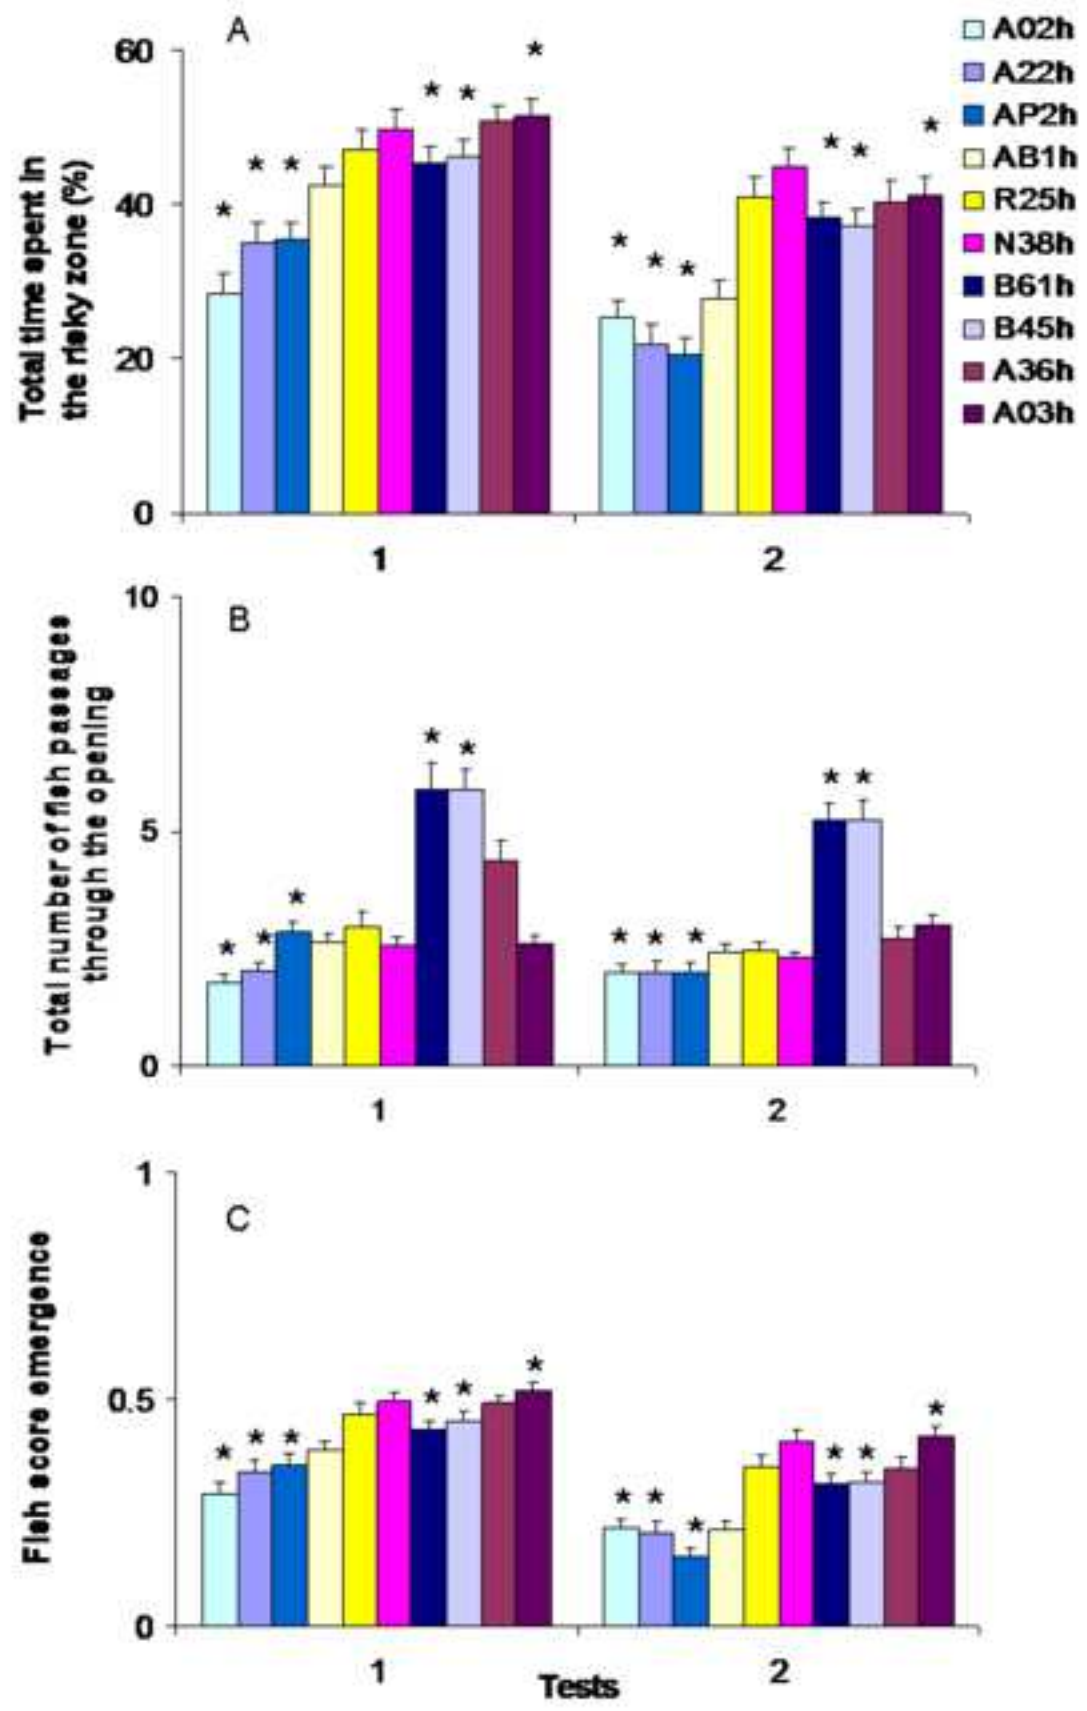 A
60
40
20
0
Total time spent in
the risky zone (%)
* * * * * *
* * * * * *
1
2
A02h
A22h
AP2h
AB1h
R25h
N38h
B61h
B45h
A36h
A03h
B
10
5
0
Total number of fish passages
through the opening
* * * * *
* * * * *
1
2
C
1
0.5
0
Fish score emergence
* * * * * *
* * * * * *
1
2
Tests